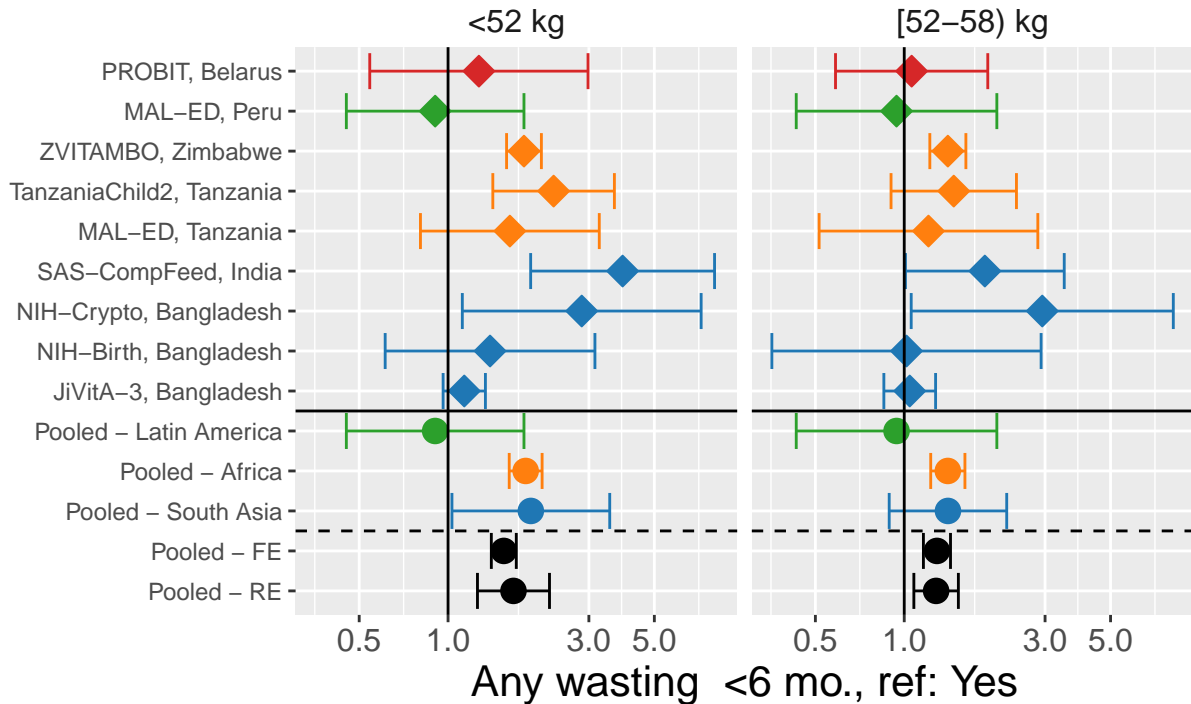 <52 kg
[52−58) kg
PROBIT, Belarus
MAL−ED, Peru
ZVITAMBO, Zimbabwe
TanzaniaChild2, Tanzania
MAL−ED, Tanzania
SAS−CompFeed, India
NIH−Crypto, Bangladesh
NIH−Birth, Bangladesh
JiVitA−3, Bangladesh
Pooled − Latin America
Pooled − Africa
Pooled − South Asia
Pooled − FE
Pooled − RE
0.5 1.0 3.0 5.0
0.5 1.0 3.0 5.0
Any wasting <6 mo., ref: Yes